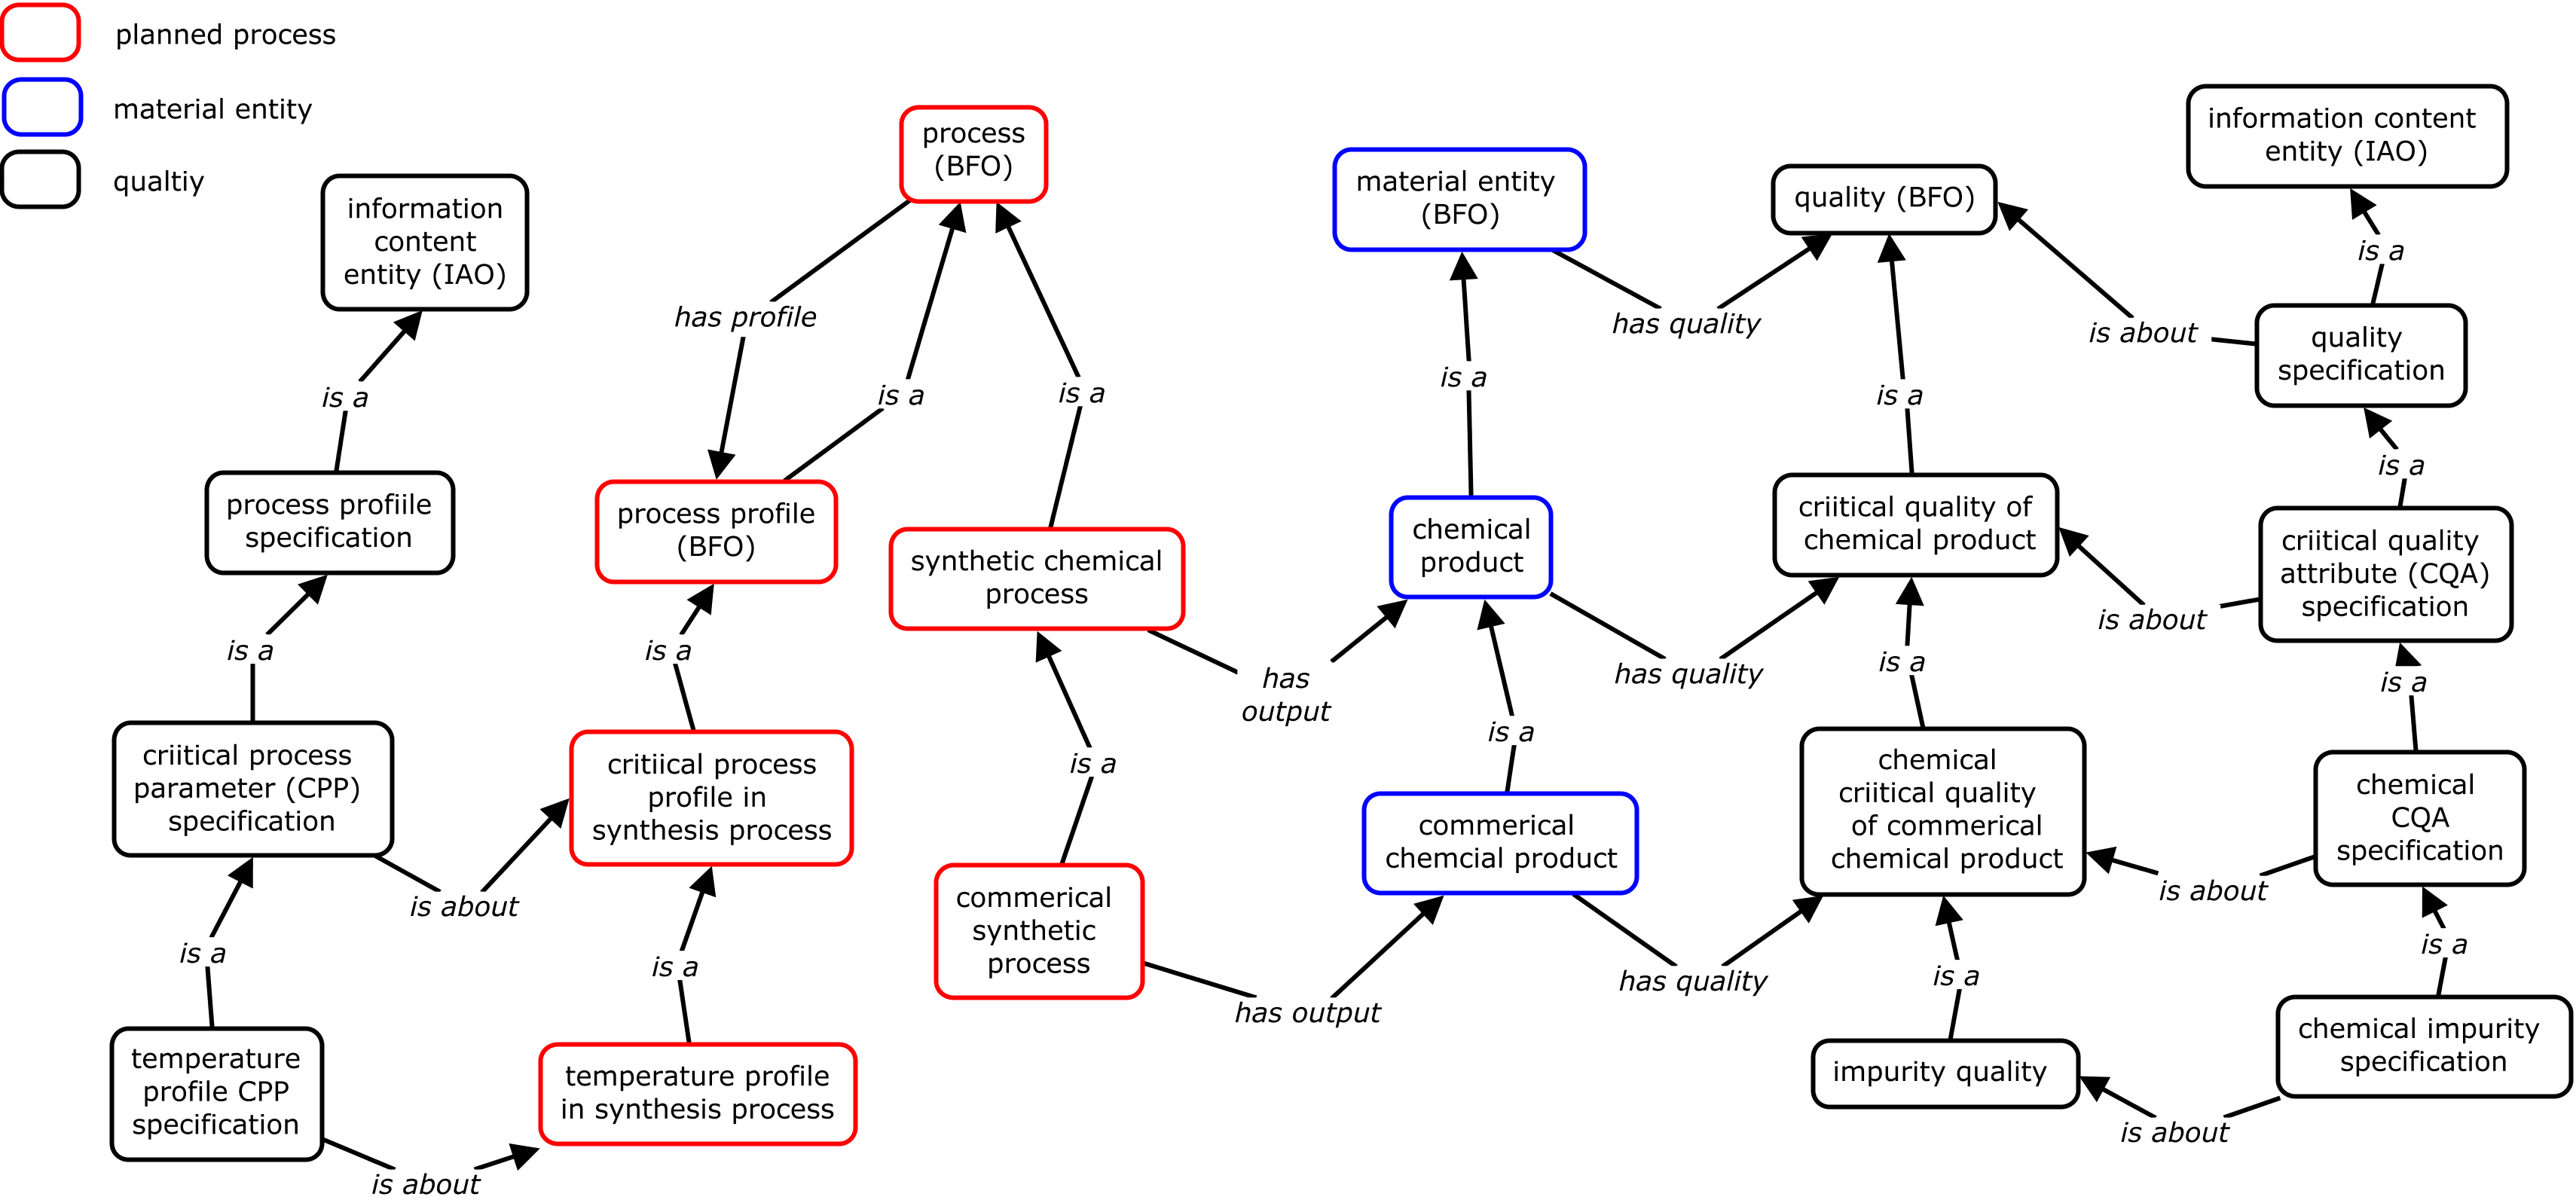 planned process
material entity
qualtiy
information
content
entity (IAO)
is a
process profiile
specification
is a
criitical process
parameter (CPP)
specification
is about
is a
temperature
profile CPP
specification
is about
process
(BFO)
has profile
is a
is a
process profile
(BFO)
is a
critiical process
profile in
synthesis process
is a
temperature profile
in synthesis process
synthetic chemical
process
has
output
is a
commerical
synthetic
process
has output
material entity
(BFO)
has quality
is a
chemical
product
has quality
is a
commerical
chemcial product
has quality
quality (BFO)
is a
criitical quality of
chemical product
is a
chemical
criitical quality
of commerical
chemical product
is a
impurity quality
information content
entity (IAO)
is a
quality
specification
is about
is a
criitical quality
attribute (CQA)
specification
is about
is a
chemical
CQA
specification
is about
is a
chemical impurity
specification
is about